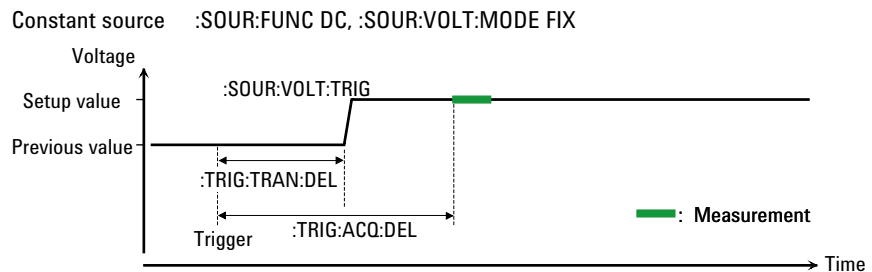 Constant source :SOUR:FUNC DC, :SOUR:VOLT:MODE FIX
Voltage
:SOUR:VOLT:TRIG
Setup value
Previous value
:TRIG:TRAN:DEL
: Measurement
Trigger :TRIG:ACQ:DEL
Time